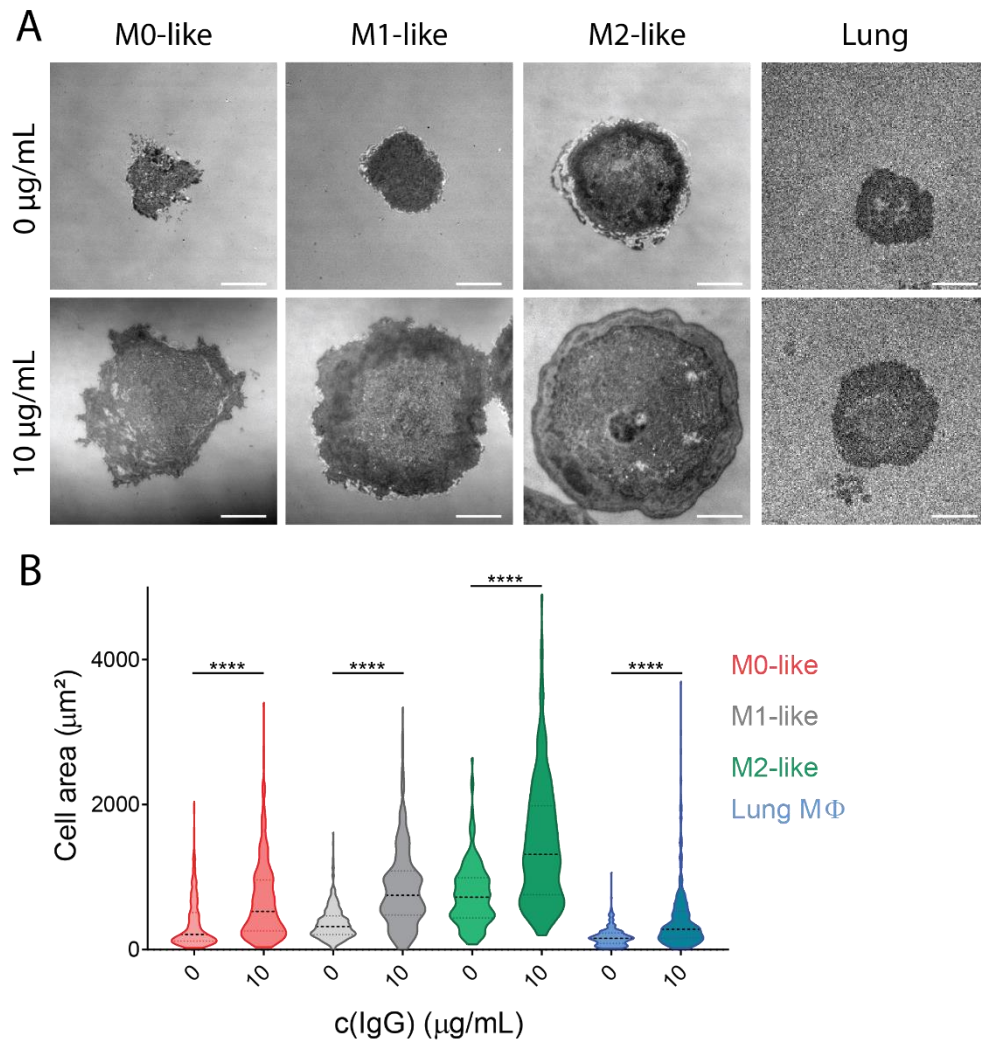 A
M0-like M1-like M2-like Lung
0 µg/mL
10 µg/mL
B
**** **** **** ****
Cell area (µm²)
4000
2000
0
0 10 0 10 0 10 0 10
c(IgG) (µg/mL)
M0-like
M1-like
M2-like
Lung MΦ